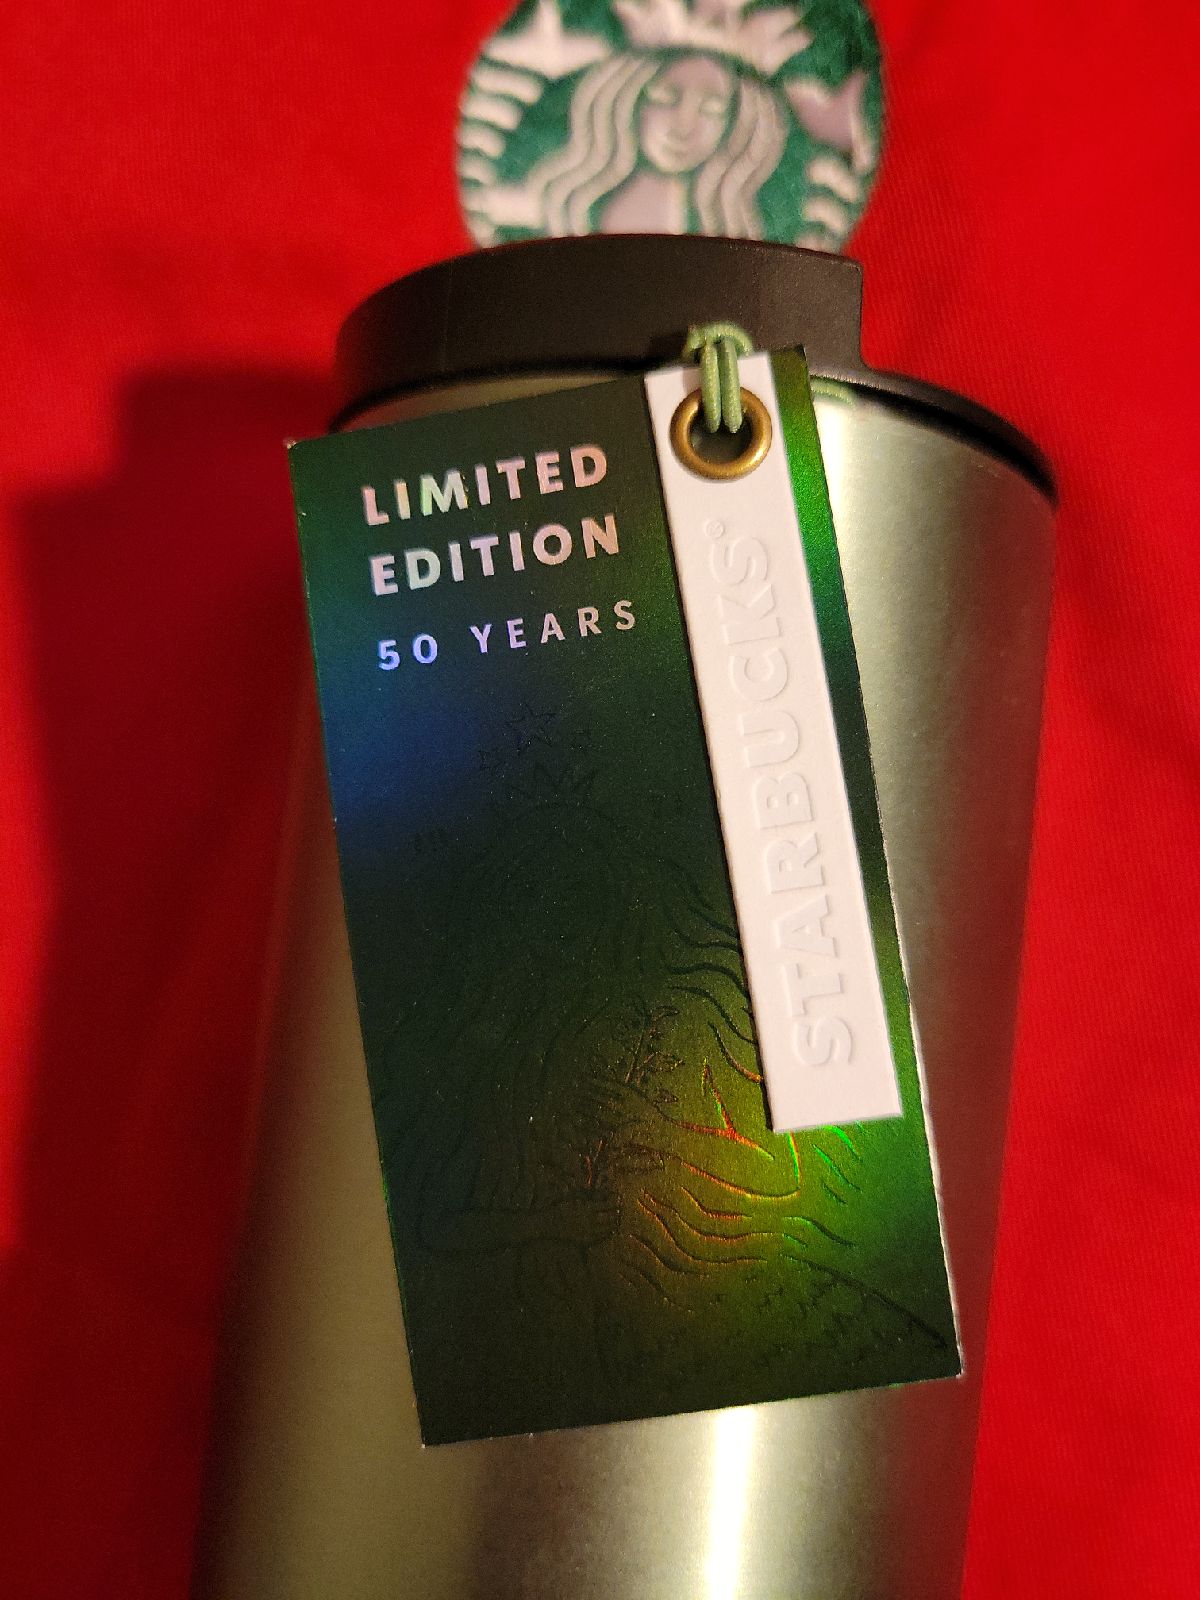 LIMITED
EDITION
50 YEARS
STARBUCKS®